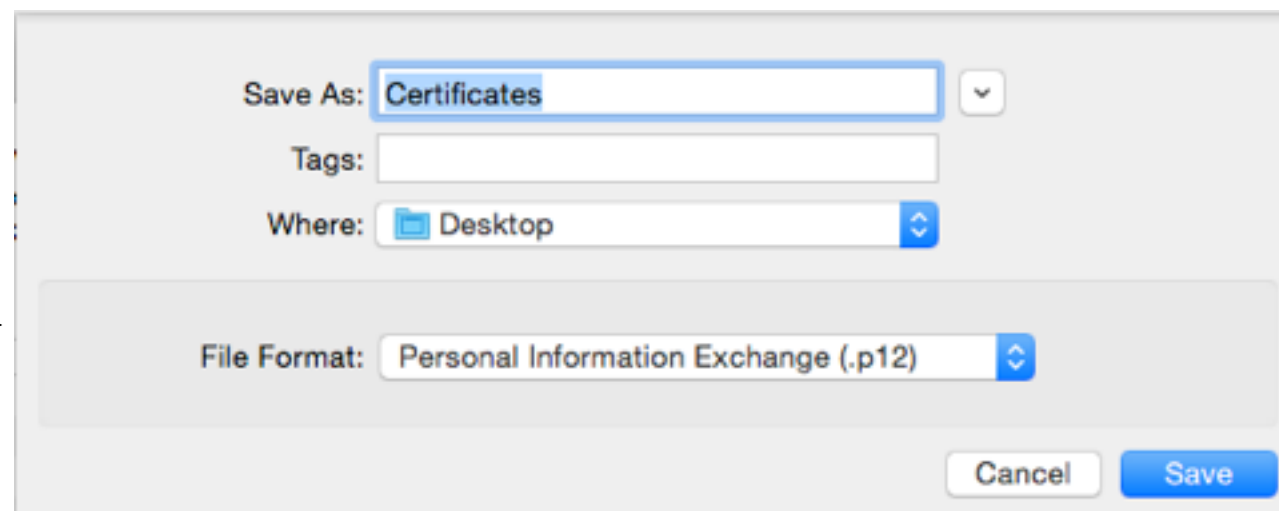 Save As: Certificates
Tags:
Where: Desktop
File Format: Personal Information Exchange (.p12)
Cancel Save